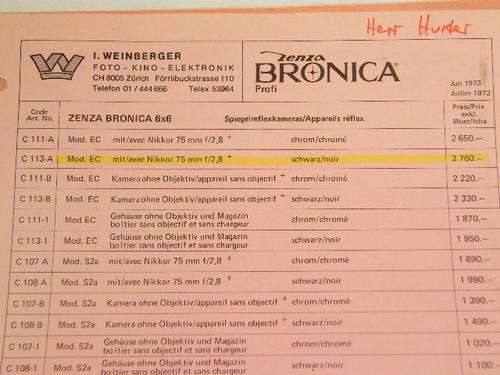 Herr Hurter
I. WEINBERGER
FOTO - KINO - ELEKTRONIK
CH 8005 Zürich Förrlibuckstrasse 110
Telefon 01 / 444 666 Telex 53964
Zenza
BRONICA
Profi
Juli 1973
Juillet 1973
Code
Art. No.
ZENZA BRONICA 6x6 Spiegelreflexkameras/Appareils réflex
Preis/Prix
exkl.
Wust/Icha
C 111-A Mod. EC mit/avec Nikkor 75 mm f/2,8 + chrom/chromé 2 650.—
C 113-A Mod. EC mit/avec Nikkor 75 mm f/2,8 + schwarz/noir 2 760.—
C 111-B Mod. EC Kamera ohne Objektiv/appareil sans objectif + chrom/chromé 2 220.—
C 113-B Mod. EC Kamera ohne Objektiv/appareil sans objectif + schwarz/noir 2 330.—
C 111-1 Mod EC Gehäuse ohne Objektiv und Magazin chrom/chromé 1 870.—
boîtier sans objectif et sans chargeur
C 113-1 Mod. EC Gehäuse ohne Objektiv und Magazin schwarz/noir 1 950.—
boîtier sans objectif et sans chargeur
C 107 A Mod. S2a mit/avec Nikkor 75 mm f/2,8 + chrom/chromé 1 890.—
C 108 A Mod. S2a mit/avec Nikkor 75 mm f/2,8 + schwarz/noir 1 990.—
C 107-B Mod. S2a Kamera ohne Objektiv/appareil sans objectif + chrom/chromé 1 390.—
C 108-B Mod. S2a Kamera ohne Objektiv/appareil sans objectif + schwarz/noir 1 490.—
C 107-1 Mod. S2a Gehäuse ohne Objektiv und Magazin chrom/chromé 1 020.—
boîtier sans objectif et sans chargeur
C 108-1 Mod. S2a Gehäuse ohne Objektiv und Magazin schwarz/noir 1 100.
boîtier sans objectif et sans chargeur